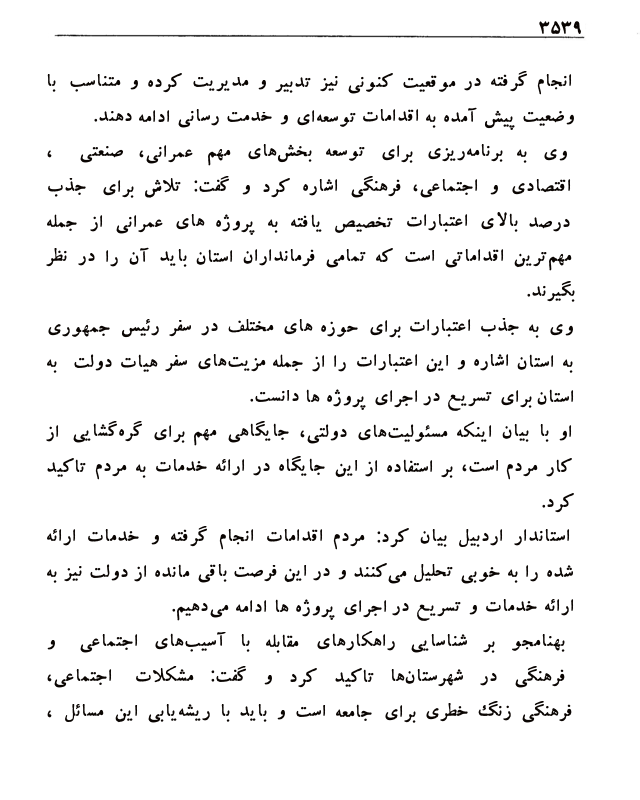 ۳۵۳۹
انجام گرفته در موقعیت کنونی نیز تدبیر و مدیریت کرده و متناسب با
وضعیت پیش آمده به اقدامات توسعه‌ای و خدمت رسانی ادامه دهند.
وی به برنامه‌ریزی برای توسعه بخش‌های مهم عمرانی، صنعتی ،
اقتصادی و اجتماعی، فرهنگی اشاره کرد و گفت: تلاش برای جذب
درصد بالای اعتبارات تخصیص یافته به پروژه های عمرانی از جمله
مهم‌ترین اقداماتی است که تمامی فرمانداران استان باید آن را در نظر
بگیرند.
وی به جذب اعتبارات برای حوزه های مختلف در سفر رئیس جمهوری
به استان اشاره و این اعتبارات را از جمله مزیت‌های سفر هیات دولت به
استان برای تسریع در اجرای پروژه ها دانست.
او با بیان اینکه مسئولیت‌های دولتی، جایگاهی مهم برای گره‌گشایی از
کار مردم است، بر استفاده از این جایگاه در ارائه خدمات به مردم تاکید
کرد.
استاندار اردبیل بیان کرد: مردم اقدامات انجام گرفته و خدمات ارائه
شده را به خوبی تحلیل می‌کنند و در این فرصت باقی مانده از دولت نیز به
ارائه خدمات و تسریع در اجرای پروژه ها ادامه می‌دهیم.
بهنامجو بر شناسایی راهکارهای مقابله با آسیب‌های اجتماعی و
فرهنگی در شهرستان‌ها تاکید کرد و گفت: مشکلات اجتماعی،
فرهنگی زنگ خطری برای جامعه است و باید با ریشه‌یابی این مسائل ،